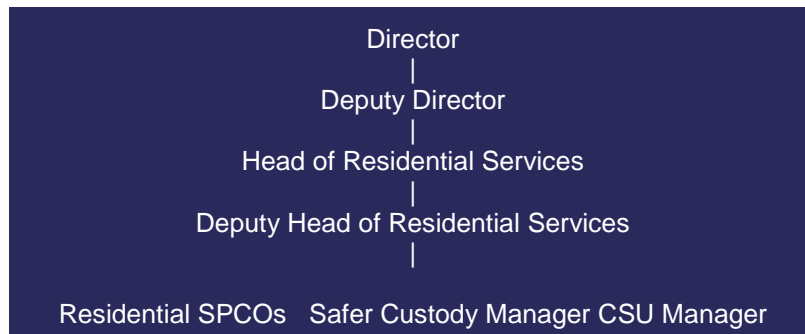 Director
|
Deputy Director
|
Head of Residential Services
|
Deputy Head of Residential Services
|
Residential SPCOs Safer Custody Manager CSU Manager